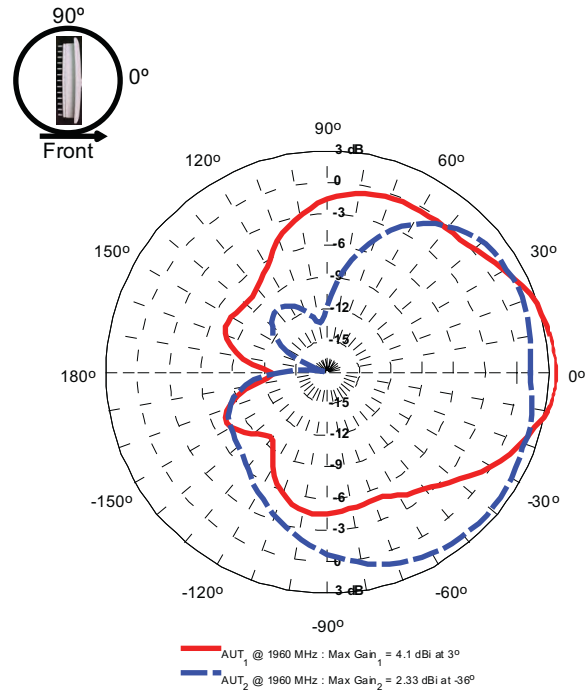 90º
0º
Front
90º
3 dB
120º
60º
0
-3
150º
-6
30º
-9
-12
-15
180º
0º
-15
-12
-9
-150º
-6
-30º
-3
0
-120º
-60º
3 dB
-90º
AUT1 @ 1960 MHz : Max Gain1 = 4.1 dBi at 3º
AUT2 @ 1960 MHz : Max Gain2 = 2.33 dBi at -36º